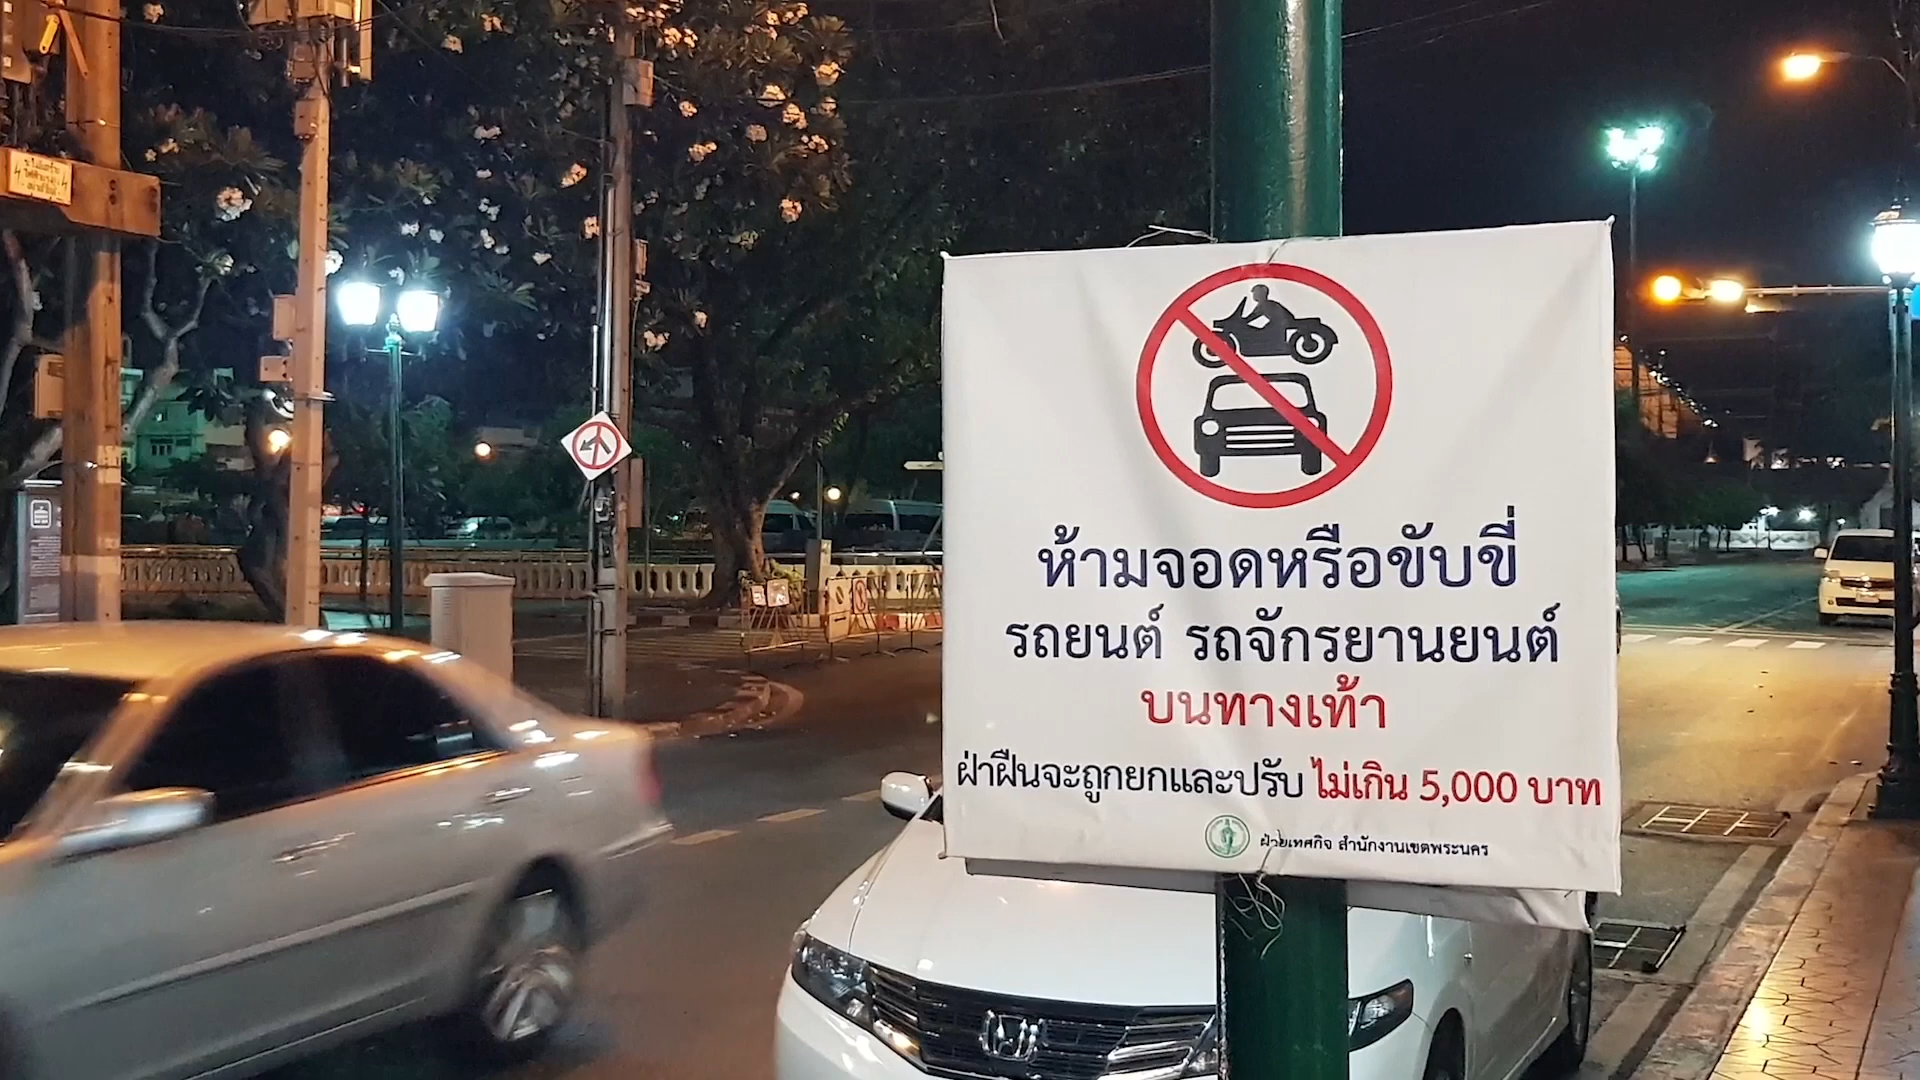 ห้ามจอดหรือขับขี่
รถยนต์ รถจักรยานยนต์
บนทางเท้า
ฝ่าฝืนจะถูกยกและปรับ ไม่เกิน 5,000 บาท
ฝ่ายเทศกิจ สำนักงานเขตพระนคร